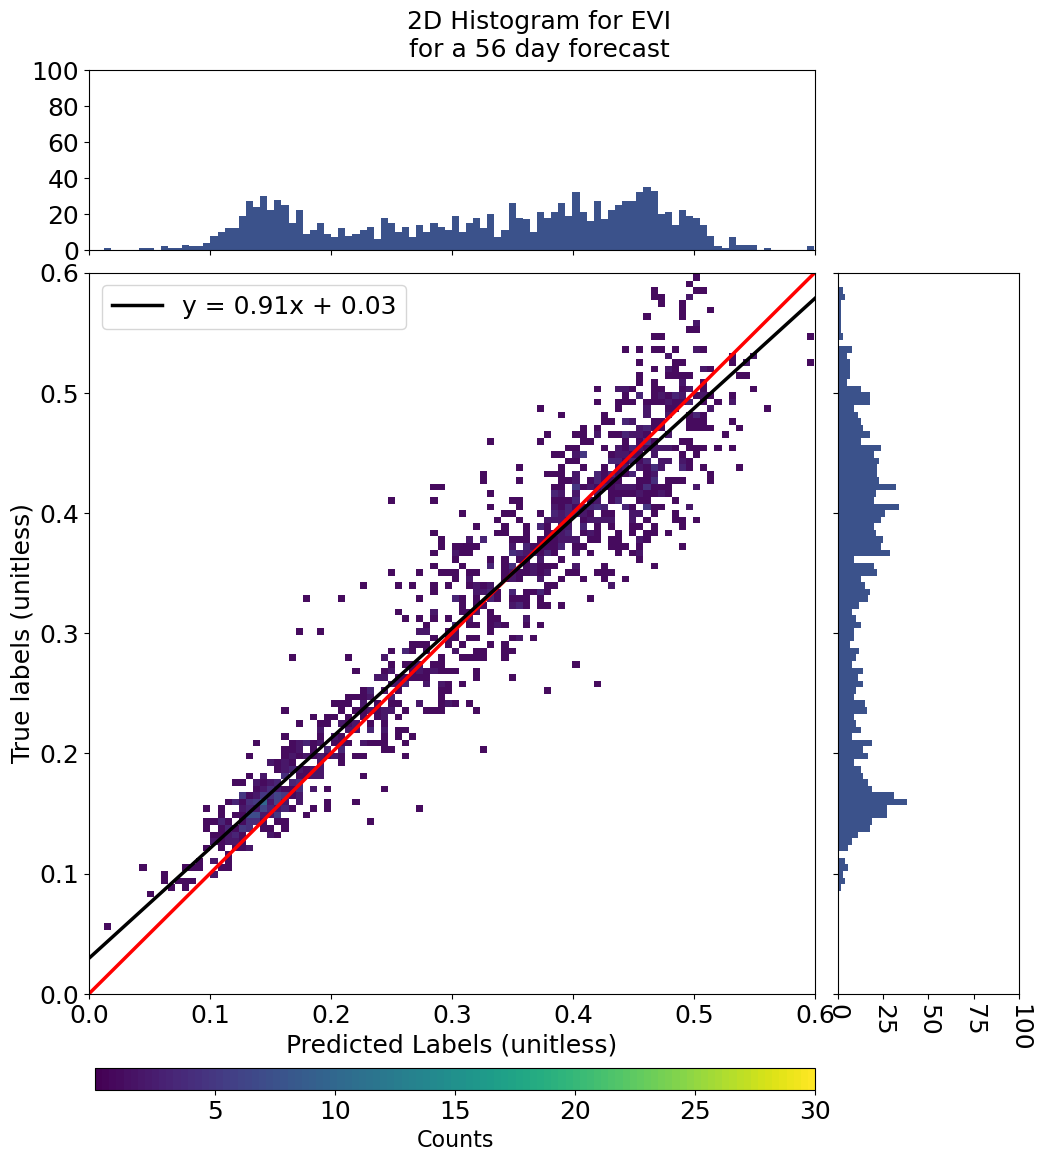 2D Histogram for EVI
for a 56 day forecast
100
80
60
40
20
0
0.6
0.5
0.4
0.3
0.2
0.1
0.0
True labels (unitless)
y = 0.91x + 0.03
0.0 0.1 0.2 0.3 0.4 0.5 0.6
Predicted Labels (unitless)
0 25 50 75 100
5 10 15 20 25 30
Counts